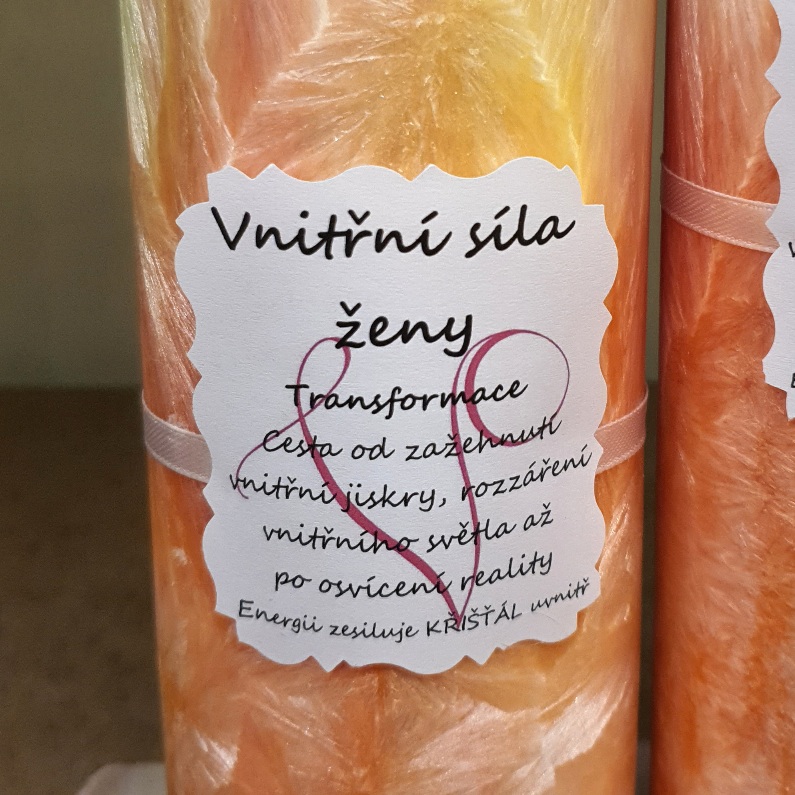 Vnitřní síla
ženy
Transformace
Cesta od zažehnutí
vnitřní jiskry, rozzáření
vnitřního světla až
po osvícení reality
Energii zesiluje KŘIŠŤÁL uvnitř